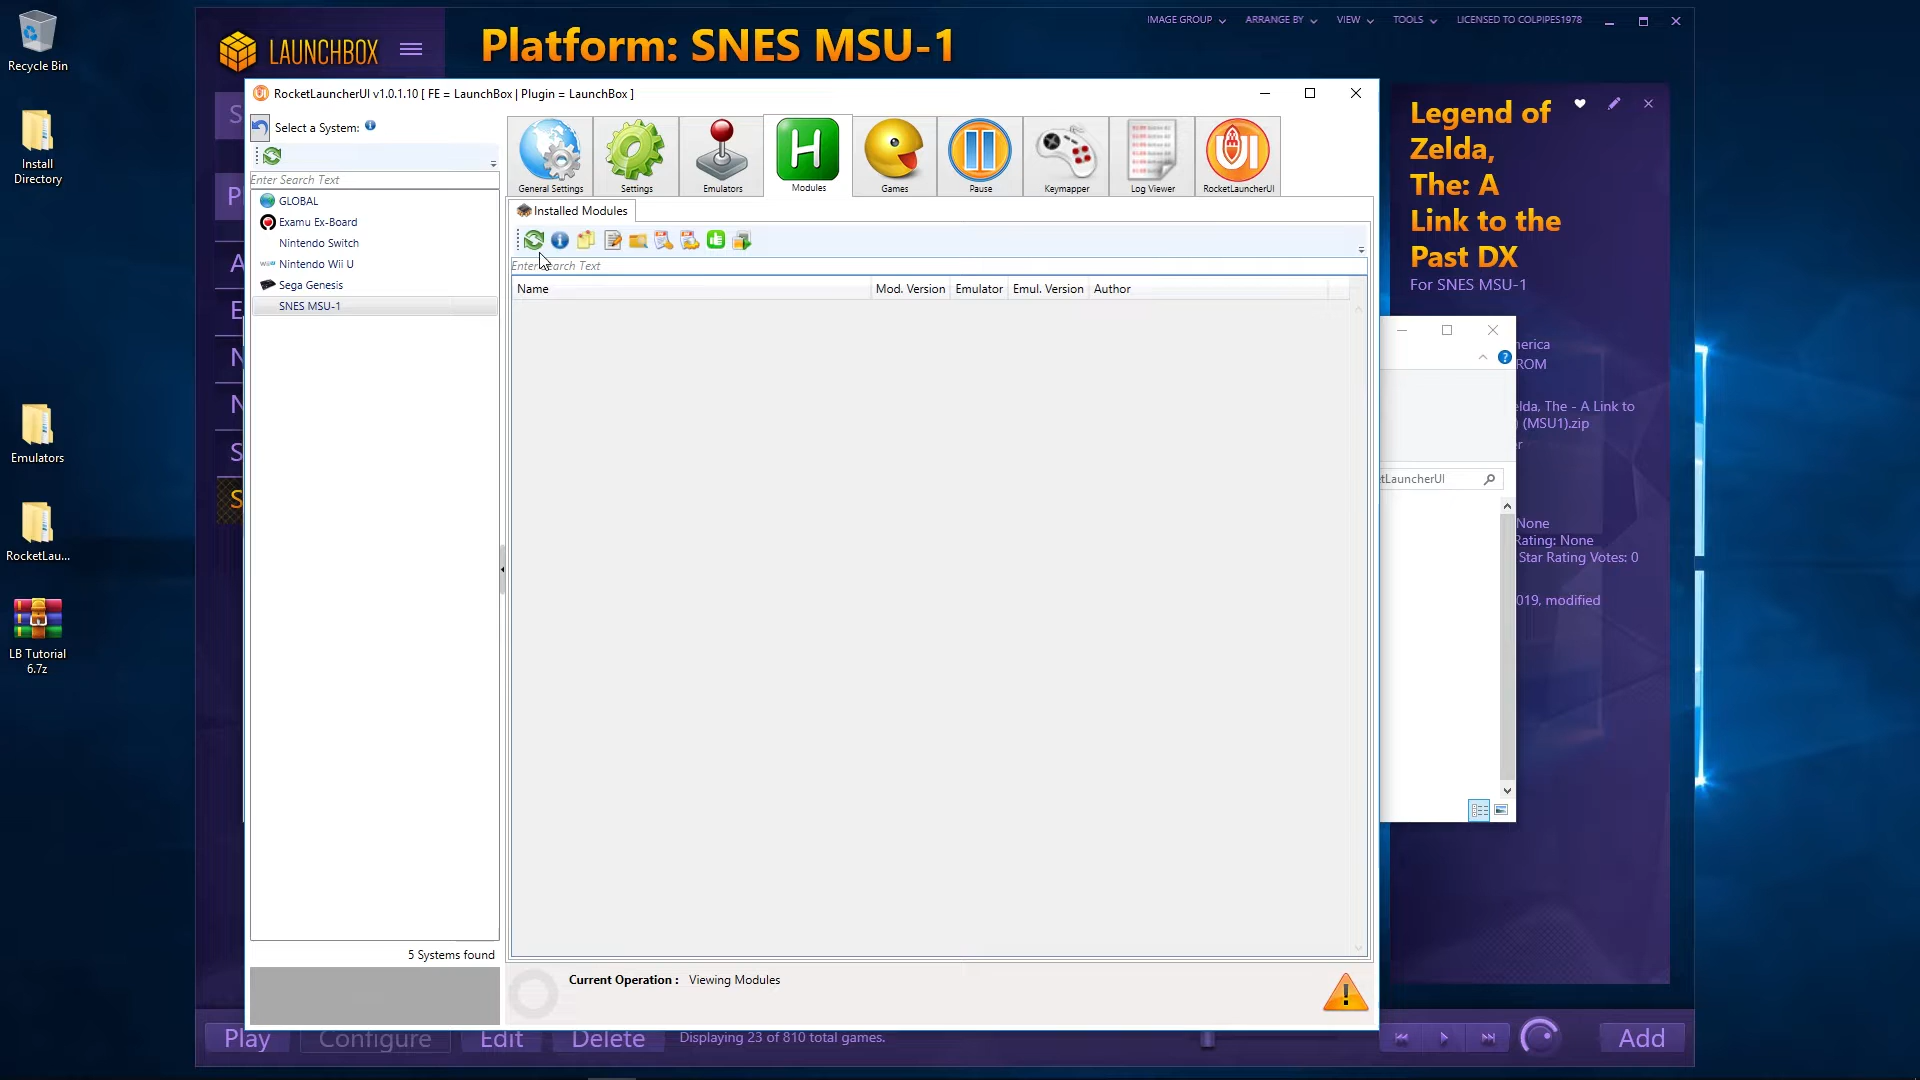 Recycle Bin
Install
Directory
Emulators
RocketLau...
LB Tutorial
6.7z
LAUNCHBOX
Platform: SNES MSU-1
IMAGE GROUP
ARRANGE BY
VIEW
TOOLS
LICENSED TO COLPIPES1978
RocketLauncherUI v1.0.1.10 [ FE = LaunchBox | Plugin = LaunchBox ]
Select a System:
Enter Search Text
GLOBAL
Examu Ex-Board
Nintendo Switch
Nintendo Wii U
Sega Genesis
SNES MSU-1
5 Systems found
General Settings
Settings
Emulators
Modules
Games
Pause
Keymapper
Log Viewer
RocketLauncherUI
Installed Modules
Enter Search Text
Name
Mod. Version
Emulator
Emul. Version
Author
Current Operation : Viewing Modules
Legend of
Zelda,
The: A
Link to the
Past DX
For SNES MSU-1
merica
ROM
elda, The - A Link to
) (MSU1).zip
er
tLauncherUI
None
Rating: None
Star Rating Votes: 0
019, modified
S
P
A
E
N
N
S
S
Play
Configure
Edit
Delete
Displaying 23 of 810 total games.
Add